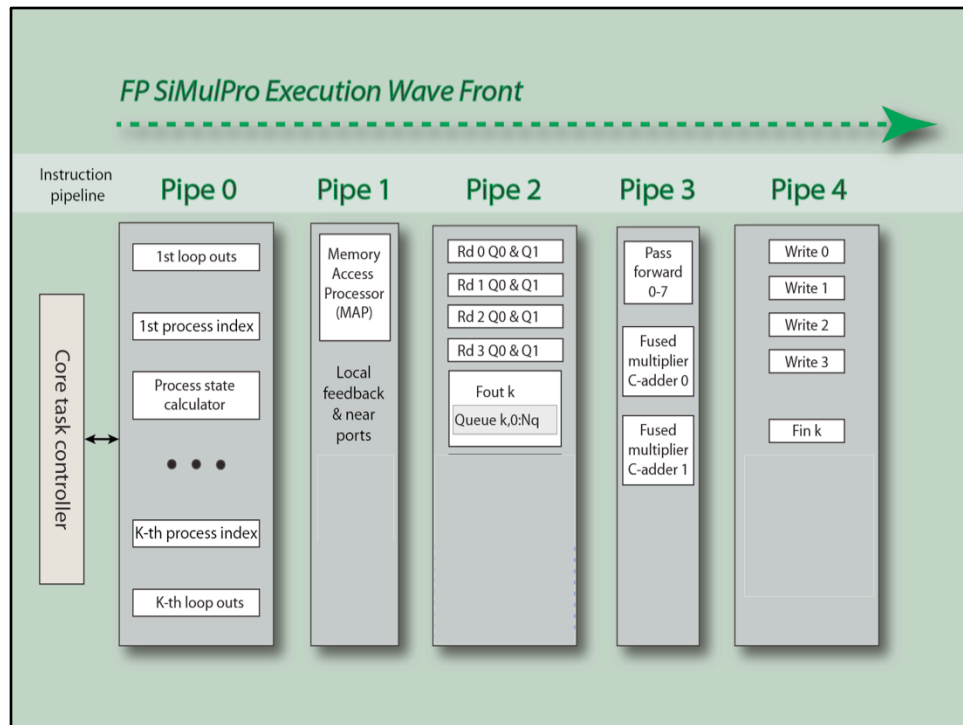 FP SiMulPro Execution Wave Front
Instruction
pipeline
Pipe 0
Pipe 1
Pipe 2
Pipe 3
Pipe 4
Core task controller
1st loop outs
1st process index
Process state
calculator
• • •
K-th process index
K-th loop outs
Memory
Access
Processor
(MAP)
Local
feedback
& near
ports
Rd 0 Q0 & Q1
Rd 1 Q0 & Q1
Rd 2 Q0 & Q1
Rd 3 Q0 & Q1
Fout k
Queue k,0:Nq
Pass
forward
0-7
Fused
multiplier
C-adder 0
Fused
multiplier
C-adder 1
Write 0
Write 1
Write 2
Write 3
Fin k